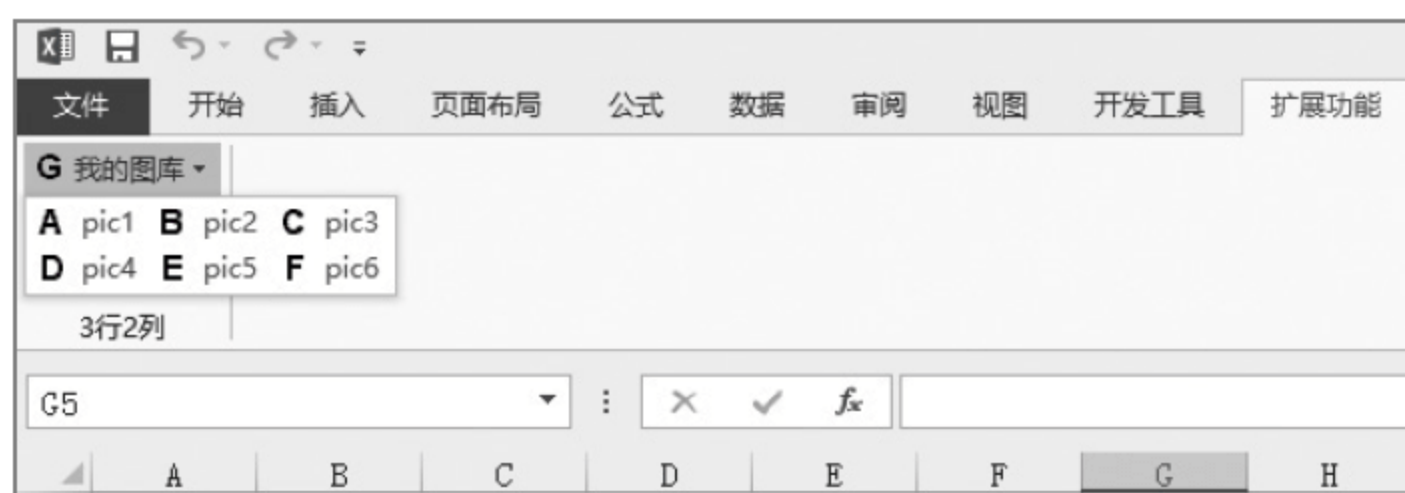 文件 开始 插入 页面布局 公式 数据 审阅 视图 开发工具 扩展功能
G 我的图库
A pic1 B pic2 C pic3
D pic4 E pic5 F pic6
3行2列
G5 fx
A B C D E F G H